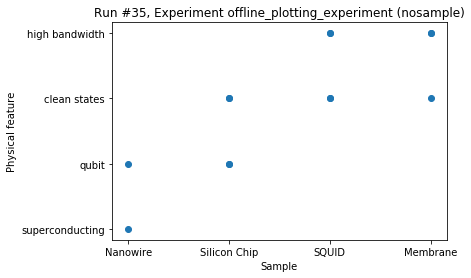 Run #35, Experiment offline_plotting_experiment (nosample)
high bandwidth
clean states
Physical feature
qubit
superconducting
Nanowire
Silicon Chip
SQUID
Membrane
Sample